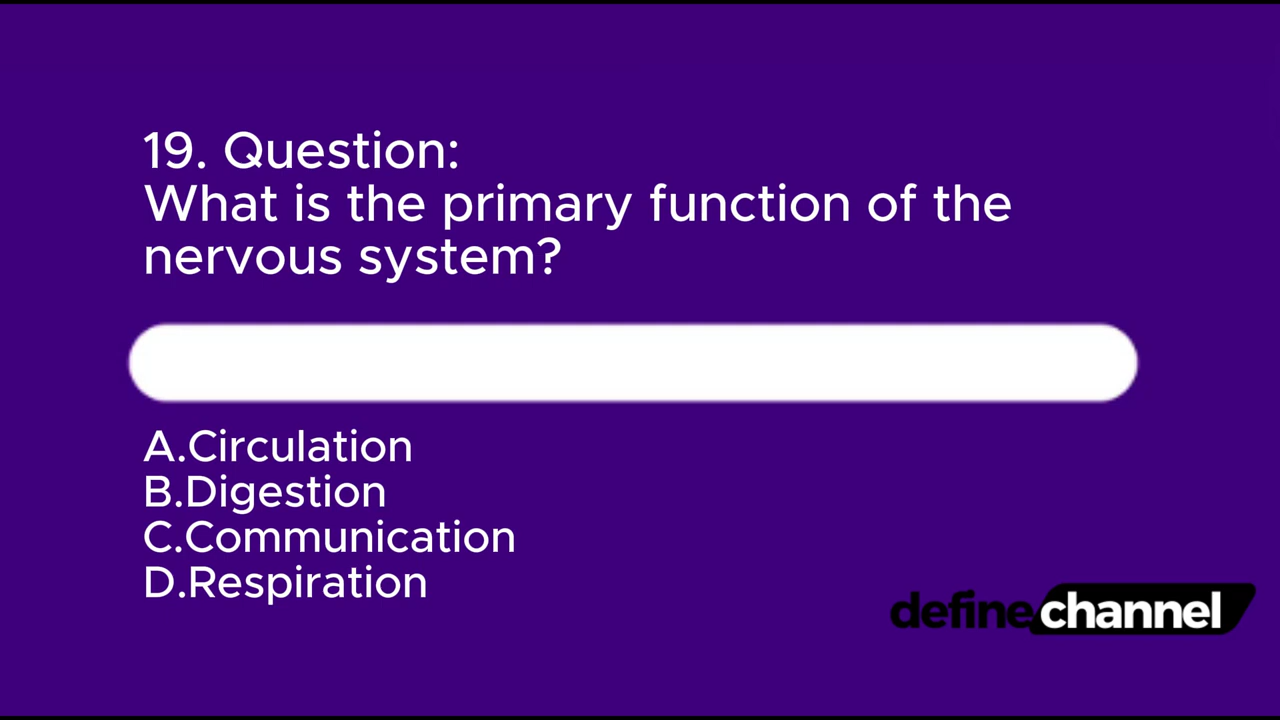 19. Question:
What is the primary function of the
nervous system?
A.Circulation
B.Digestion
C.Communication
D.Respiration
definechannel